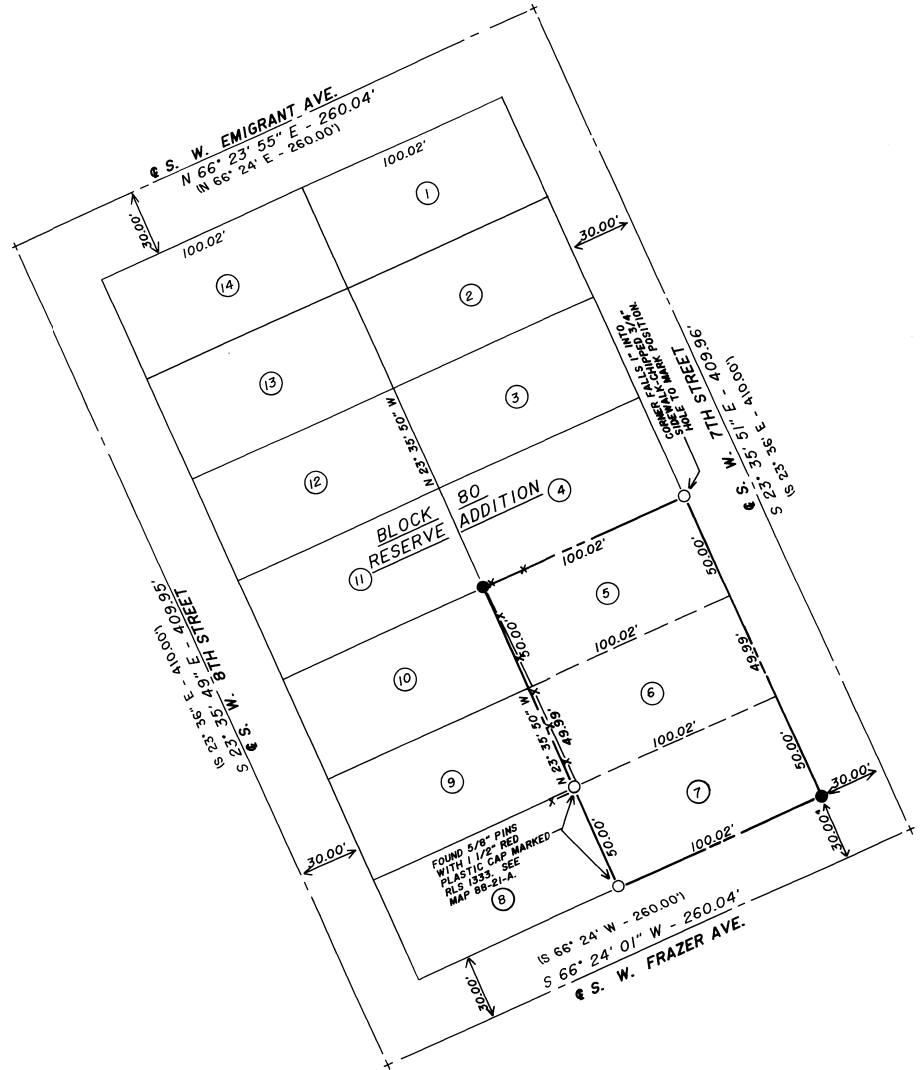 ℄ S. W. EMIGRANT AVE.
N 66° 23' 55" E - 260.04'
(N 66° 24' E - 260.00')
30.00'
100.02'
100.02'
1
14
30.00'
2
13
3
12
N 23° 35' 50" W
CORNER FALLS 1" INTO
SIDEWALK-CHIPPED 3/4"
HOLE TO MARK POSITION.
℄ S. W. 7TH STREET
S 23° 35' 51" E - 409.96'
(S 23° 36' E - 410.00')
BLOCK 80
RESERVE ADDITION
4
11
100.02'
50.00'
5
50.00'
(S 23° 36' E - 410.00')
S 23° 35' 49" E - 409.95'
℄ S. W. 8TH STREET
10
100.02'
49.99'
6
N 23° 35' 50" W
49.99'
100.02'
9
7
50.00'
30.00'
50.00'
100.02'
30.00'
30.00'
FOUND 5/8" PINS
WITH 1 1/2" RED
PLASTIC CAP MARKED
RLS 1333. SEE
MAP 88-21-A.
8
(S 66° 24' W - 260.00')
S 66° 24' 01" W - 260.04'
℄ S. W. FRAZER AVE.
30.00'